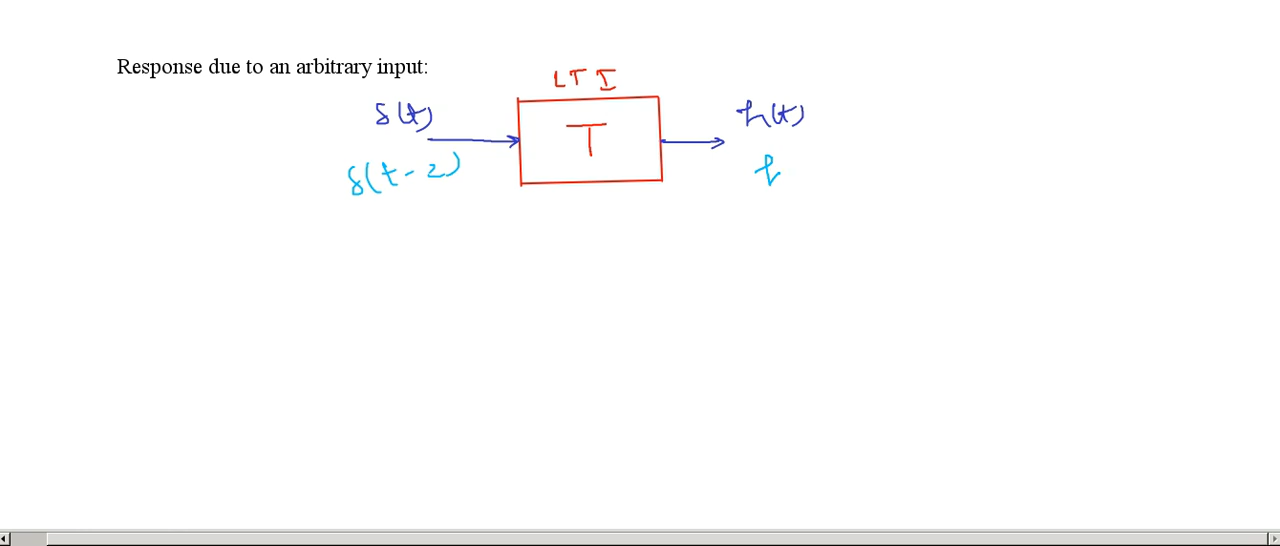 Response due to an arbitrary input:
LTI
δ(t)
T
h(t)
δ(t-2)
h